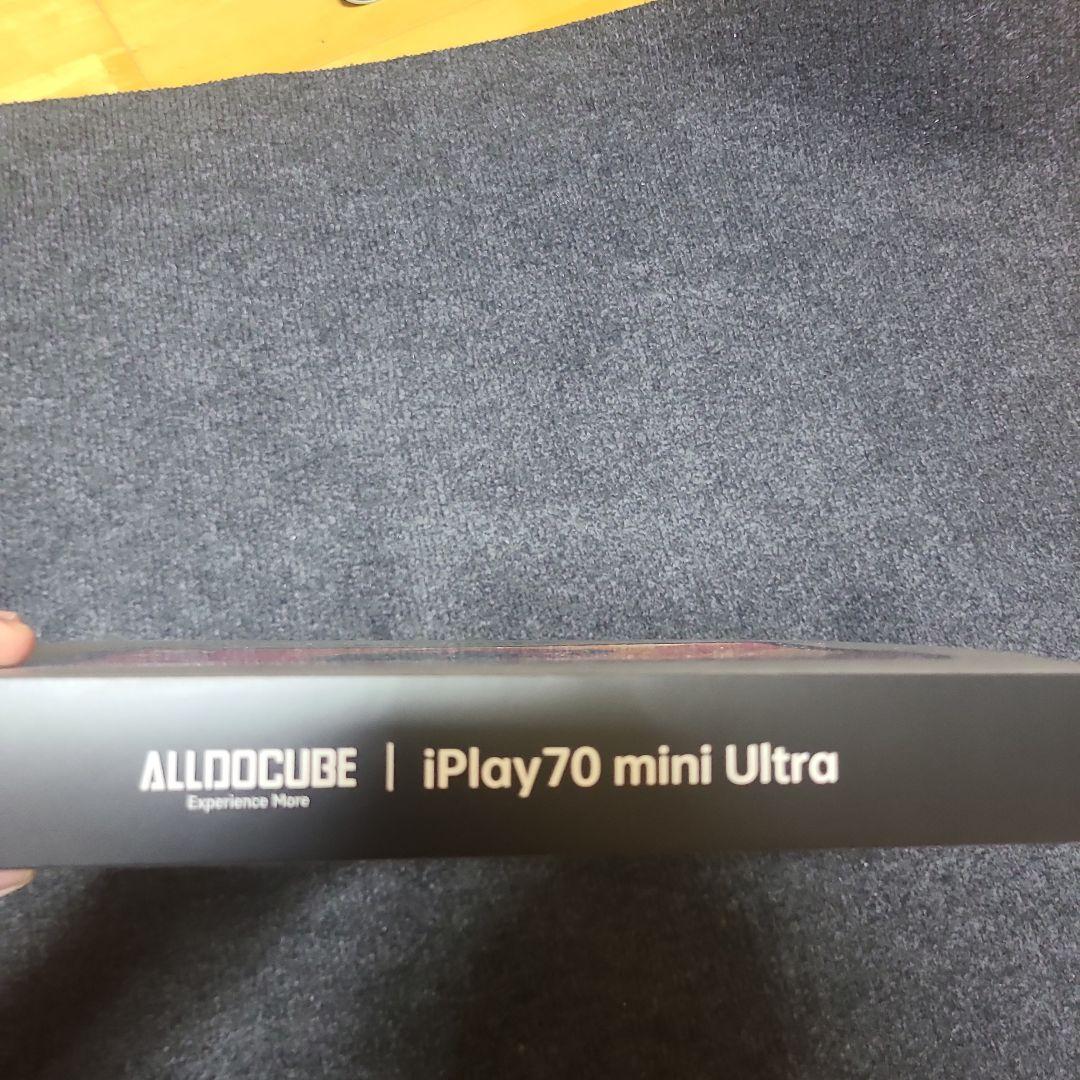 ALLDOCUBE | iPlay70 mini Ultra
Experience More